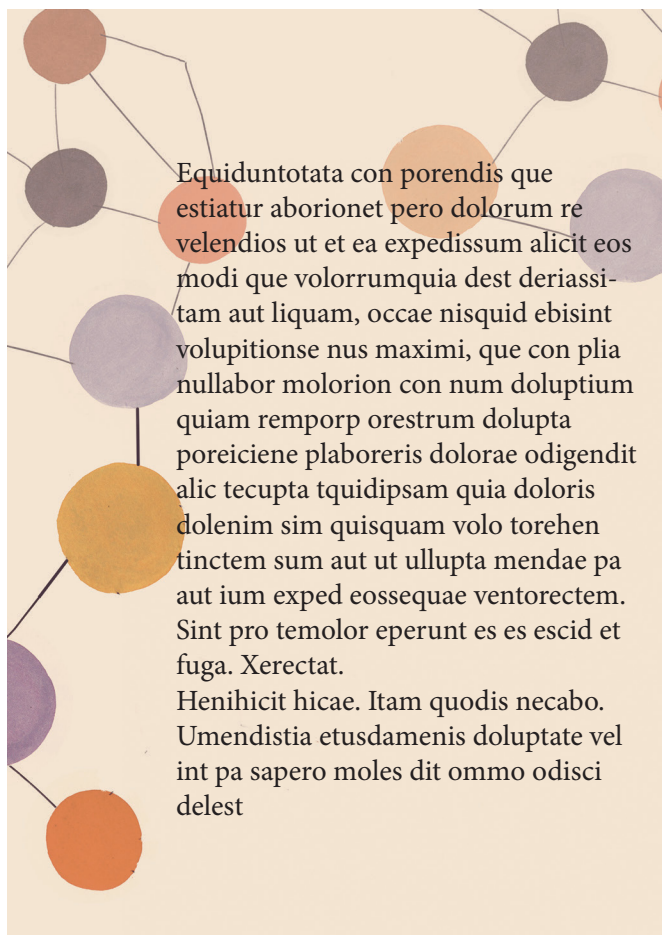 Equiduntotata con porendis que
estiatur aborionet pero dolorum re
velendios ut et ea expedissum alicit eos
modi que volorrumquia dest deriassi-
tam aut liquam, occae nisquid ebisint
volupitionse nus maximi, que con plia
nullabor molorion con num doluptium
quiam remporp orestrum dolupta
poreiciene plaboreris dolorae odigendit
alic tecupta tquidipsam quia doloris
dolenim sim quisquam volo torehen
tinctem sum aut ut ullupta mendae pa
aut ium exped eossequae ventorectem.
Sint pro temolor eperunt es es escid et
fuga. Xerectat.
Henihicit hicae. Itam quodis necabo.
Umendistia etusdamenis doluptate vel
int pa sapero moles dit ommo odisci
delest